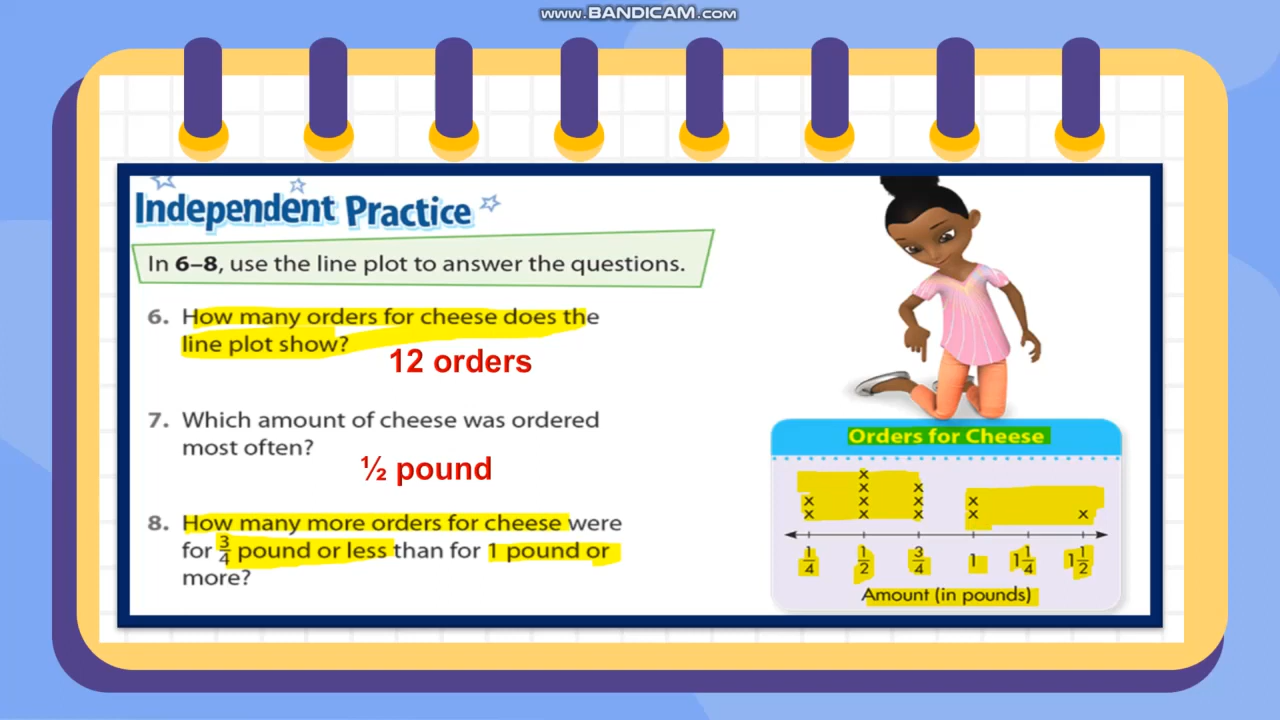 www.BANDICAM.com
Independent Practice
In 6–8, use the line plot to answer the questions.
6. How many orders for cheese does the
line plot show?
12 orders
7. Which amount of cheese was ordered
most often?
½ pound
8. How many more orders for cheese were
for 3/4 pound or less than for 1 pound or
more?
Orders for Cheese
1/4 1/2 3/4 1 1 1/4 1 1/2
Amount (in pounds)